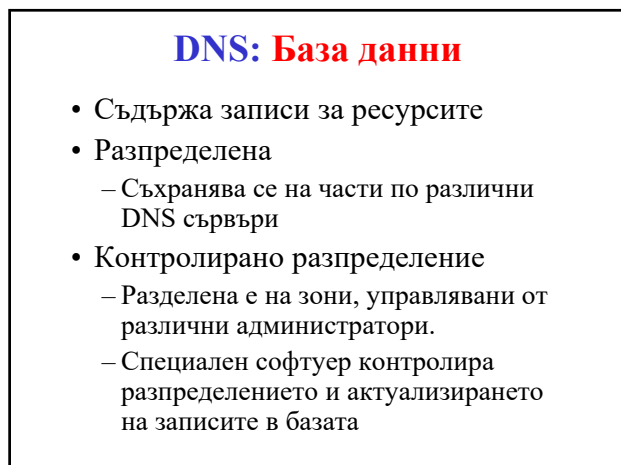 DNS: База данни
• Съдържа записи за ресурсите
• Разпределена
– Съхранява се на части по различни
DNS сървъри
• Контролирано разпределение
– Разделена е на зони, управлявани от
различни администратори.
– Специален софтуер контролира
разпределението и актуализирането
на записите в базата